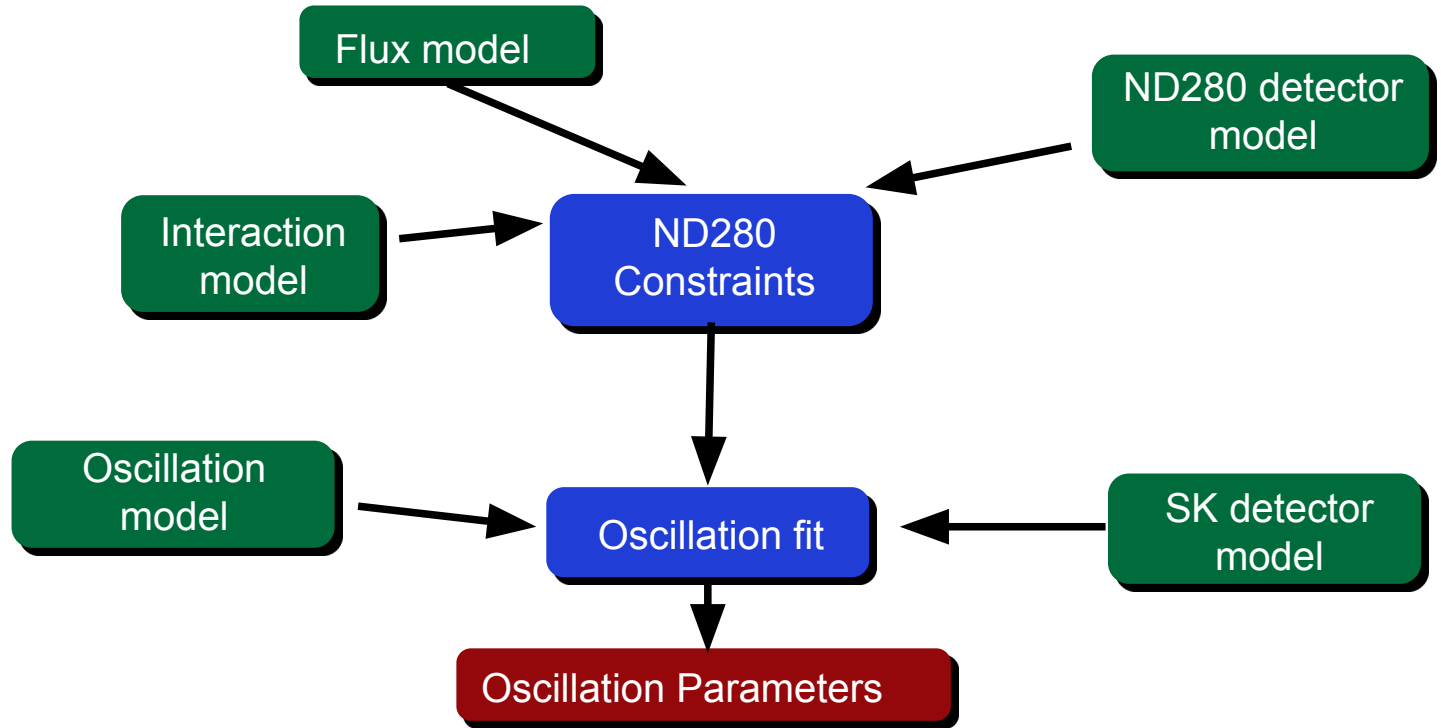 Flux model
ND280 detector
model
Interaction
model
ND280
Constraints
Oscillation
model
Oscillation fit
SK detector
model
Oscillation Parameters